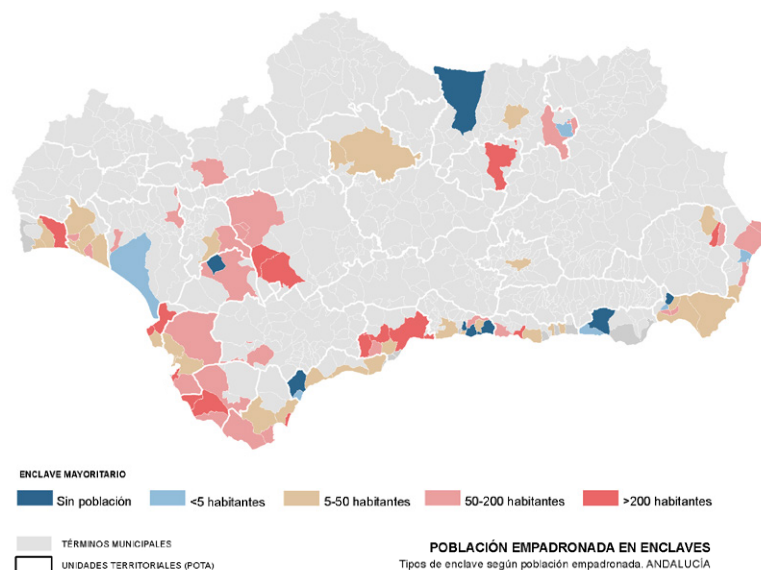 ENCLAVE MAYORITARIO
Sin población
<5 habitantes
5-50 habitantes
50-200 habitantes
>200 habitantes
TÉRMINOS MUNICIPALES
UNIDADES TERRITORIALES (POTA)
POBLACIÓN EMPADRONADA EN ENCLAVES
Tipos de enclave según población empadronada. ANDALUCÍA